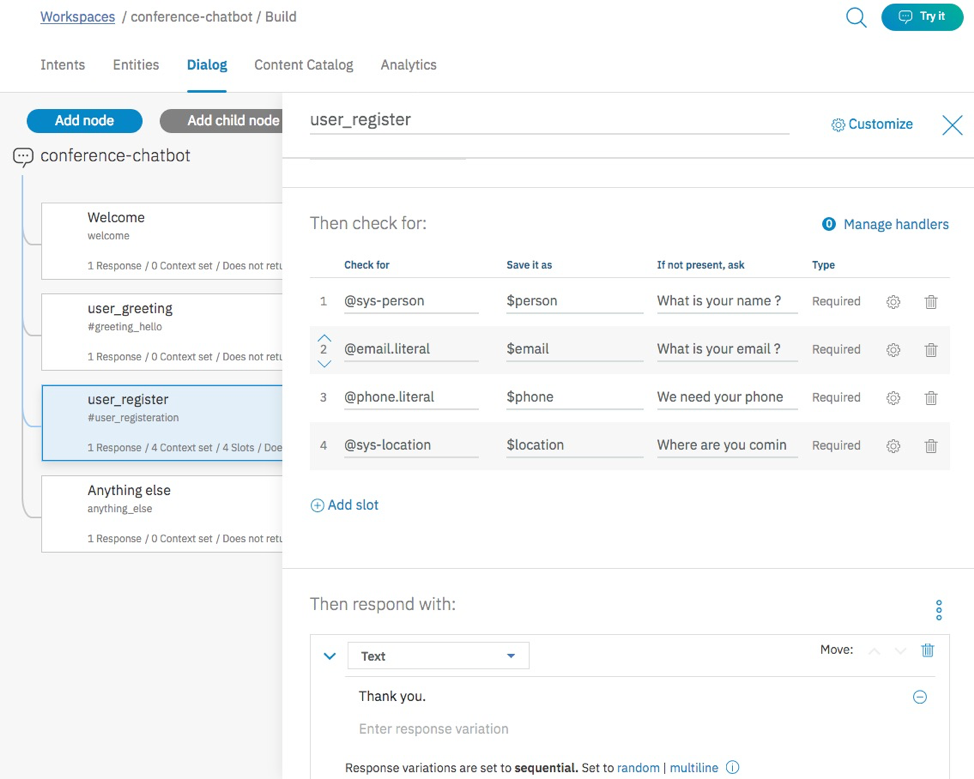 Workspaces / conference-chatbot / Build
Try it
Intents Entities Dialog Content Catalog Analytics
Add node Add child node
conference-chatbot
Welcome
welcome
1 Response / 0 Context set / Does not retu
user_greeting
#greeting_hello
1 Response / 0 Context set / Does not retu
user_register
#user_registeration
1 Response / 4 Context set / 4 Slots / Doe
Anything else
anything_else
1 Response / 0 Context set / Does not retu
user_register
Customize
Then check for:
0 Manage handlers
Check for Save it as If not present, ask Type
1 @sys-person $person What is your name ? Required
2 @email.literal $email What is your email ? Required
3 @phone.literal $phone We need your phone Required
4 @sys-location $location Where are you comin Required
Add slot
Then respond with:
Text
Move:
Thank you.
Enter response variation
Response variations are set to sequential. Set to random | multiline